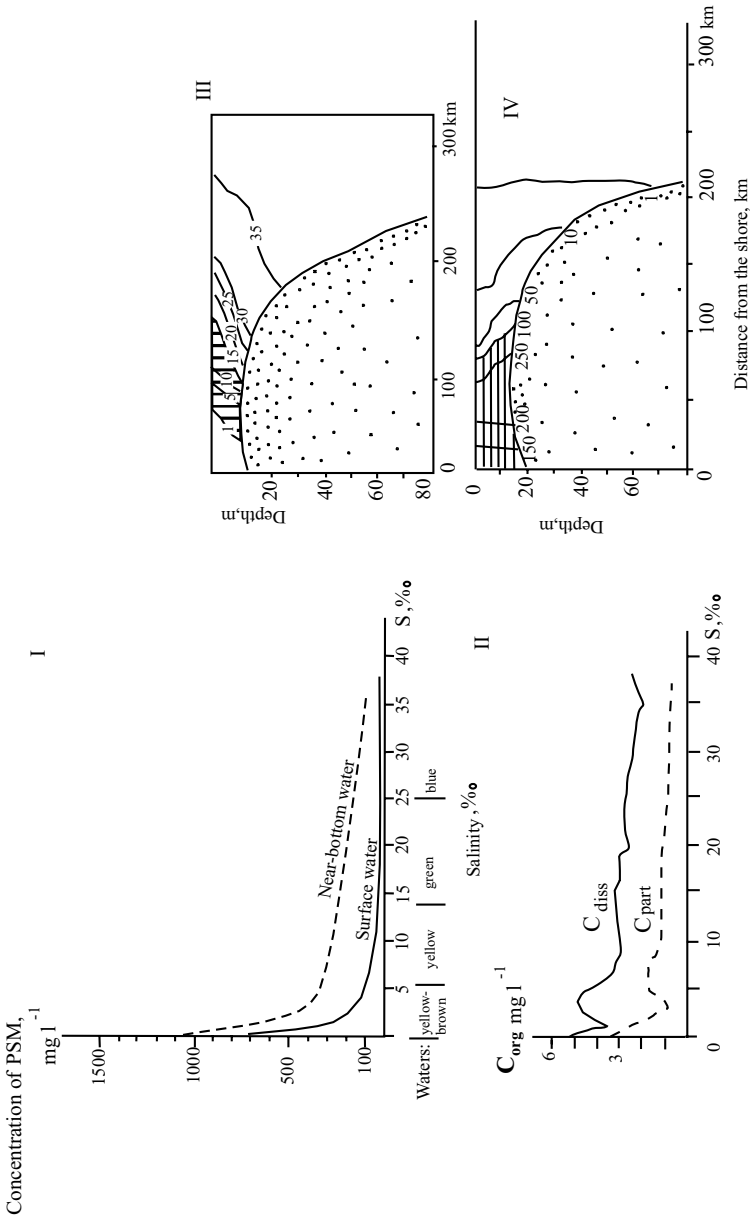 Concentration of PSM,
mg l -1
I
1500
1000
500
100
Near-bottom water
Surface water
5
10
15
20
25
30
35
40
S,‰
Waters:
yellow-
brown
yellow
green
blue
Salinity,‰
II
Corg mg l -1
6
3
C diss
Cpart
0
10
20
30
40
S,‰
III
Depth,m
20
40
60
80
1
5
10
15
20
25
30
35
0
100
200
300km
IV
Depth,m
0
20
40
60
150
200
250
100
50
10
1
0
100
200
300 km
Distance from the shore, km